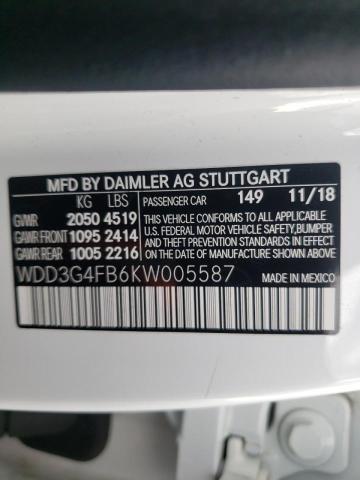 MFD BY DAIMLER AG STUTTGART
KG LBS PASSENGER CAR 149 11/18
GVWR 2050 4519
GAWR FRONT 1095 2414
GAWR REAR 1005 2216
THIS VEHICLE CONFORMS TO ALL APPLI-
CABLE U.S. FEDERAL MOTOR
VEHICLE SAFETY, BUMPER
AND THEFT PREVENTION
STANDARDS IN EFFECT ON THE DATE
OF MANUFACTURE SHOWN ABOVE.
WDD3G4FB6KW005587
MADE IN MEXICO